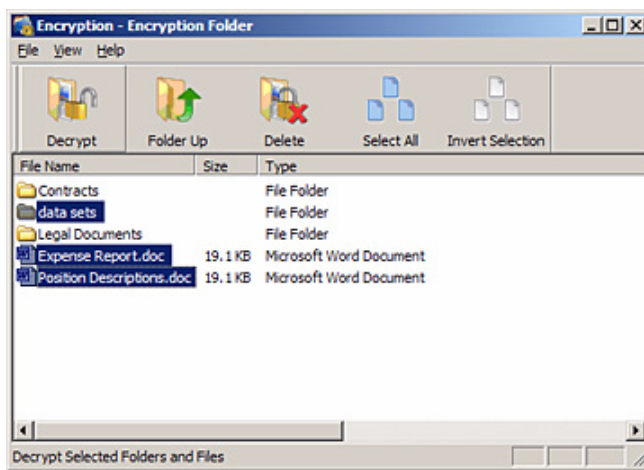 Encryption - Encryption Folder
File View Help
Decrypt Folder Up Delete Select All Invert Selection
File Name Size Type
Contracts File Folder
data sets File Folder
Legal Documents File Folder
Expense Report.doc 19.1 KB Microsoft Word Document
Position Descriptions.doc 19.1 KB Microsoft Word Document
Decrypt Selected Folders and Files